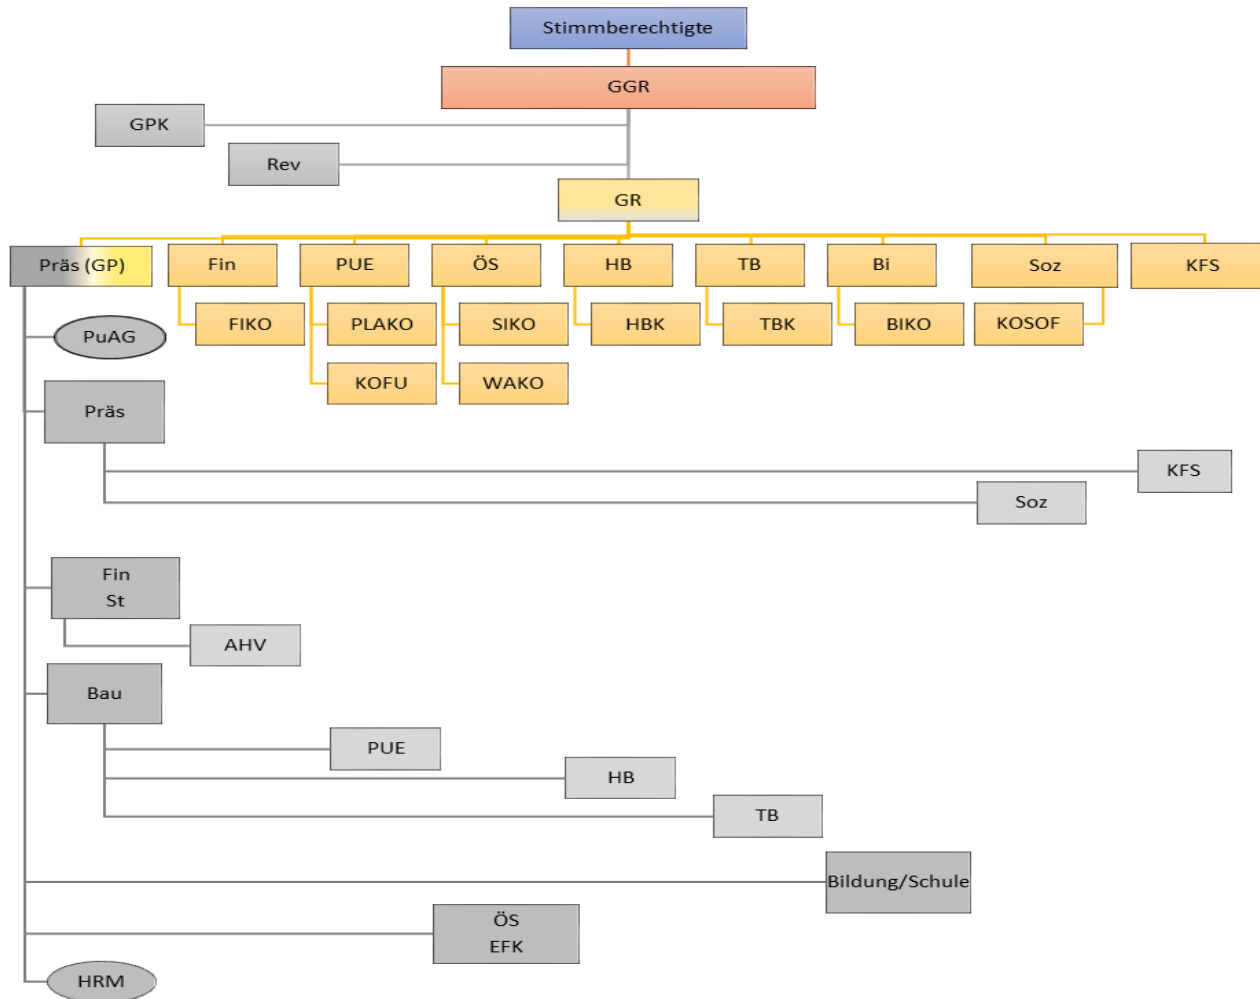 Stimmberechtigte
GGR
GPK
Rev
GR
Präs (GP)
Fin
PUE
ÖS
HB
TB
Bi
Soz
KFS
FIKO
PLAKO
SIKO
HBK
TBK
BIKO
KOSOF
PuAG
KOFU
WAKO
Präs
KFS
Soz
Fin
St
AHV
Bau
PUE
HB
TB
Bildung/Schule
ÖS
EFK
HRM